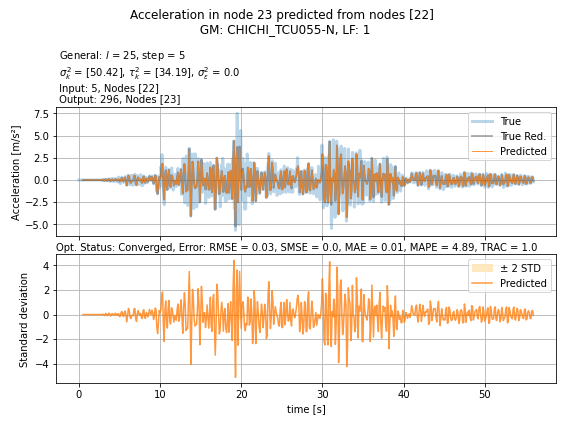 Acceleration in node 23 predicted from nodes [22]
GM: CHICHI_TCU055-N, LF: 1
General: l = 25, step = 5
σ²ₖ = [50.42], τ²ₖ = [34.19], σ²ε = 0.0
Input: 5, Nodes [22]
Output: 296, Nodes [23]
Acceleration [m/s²]
7.5
5.0
2.5
0.0
−2.5
−5.0
True
True Red.
Predicted
Opt. Status: Converged, Error: RMSE = 0.03, SMSE = 0.0, MAE = 0.01, MAPE = 4.89, TRAC = 1.0
Standard deviation
4
2
0
−2
−4
± 2 STD
Predicted
0 10 20 30 40 50
time [s]